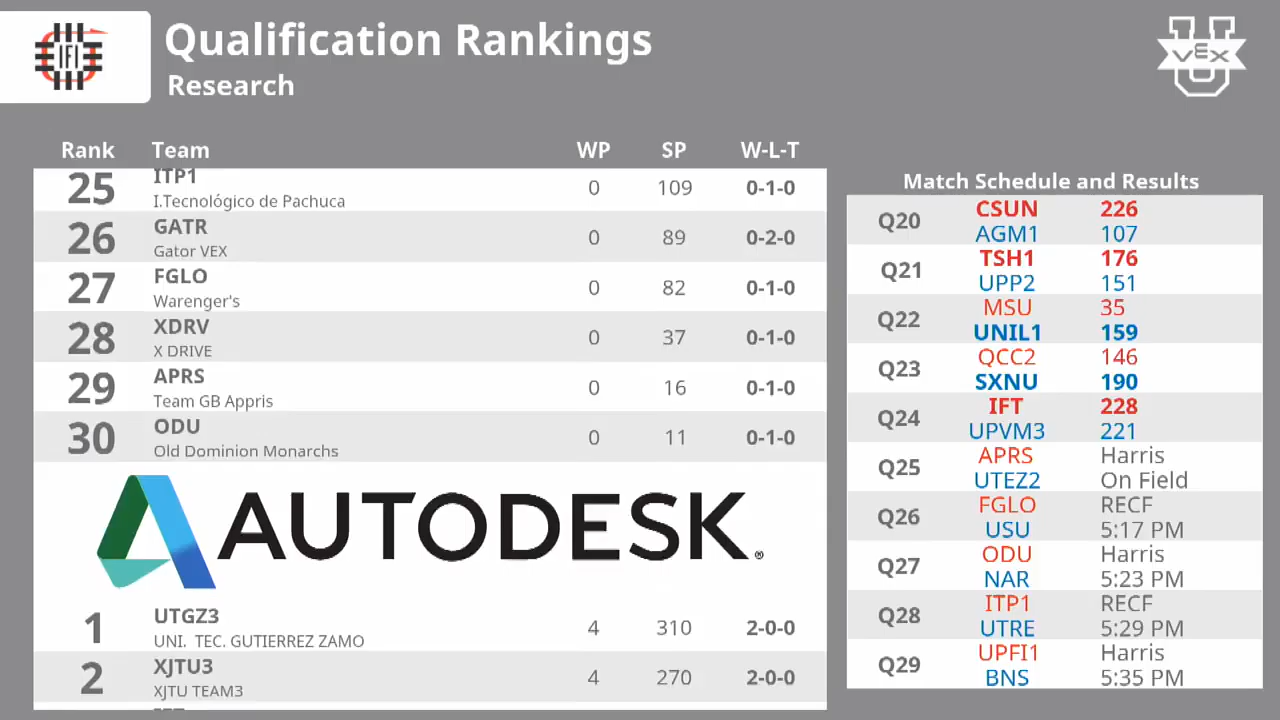 IFI
Qualification Rankings
Research
VEX U
Rank Team WP SP W-L-T
25 ITP1 0 109 0-1-0
I.Tecnológico de Pachuca
26 GATR 0 89 0-2-0
Gator VEX
27 FGLO 0 82 0-1-0
Warenger's
28 XDRV 0 37 0-1-0
X DRIVE
29 APRS 0 16 0-1-0
Team GB Appris
30 ODU 0 11 0-1-0
Old Dominion Monarchs
AUTODESK®
1 UTGZ3 4 310 2-0-0
UNI. TEC. GUTIERREZ ZAMO
2 XJTU3 4 270 2-0-0
XJTU TEAM3
Match Schedule and Results
Q20 CSUN 226
AGM1 107
Q21 TSH1 176
UPP2 151
Q22 MSU 35
UNIL1 159
Q23 QCC2 146
SXNU 190
Q24 IFT 228
UPVM3 221
Q25 APRS Harris
UTEZ2 On Field
Q26 FGLO RECF
USU 5:17 PM
Q27 ODU Harris
NAR 5:23 PM
Q28 ITP1 RECF
UTRE 5:29 PM
Q29 UPFI1 Harris
BNS 5:35 PM